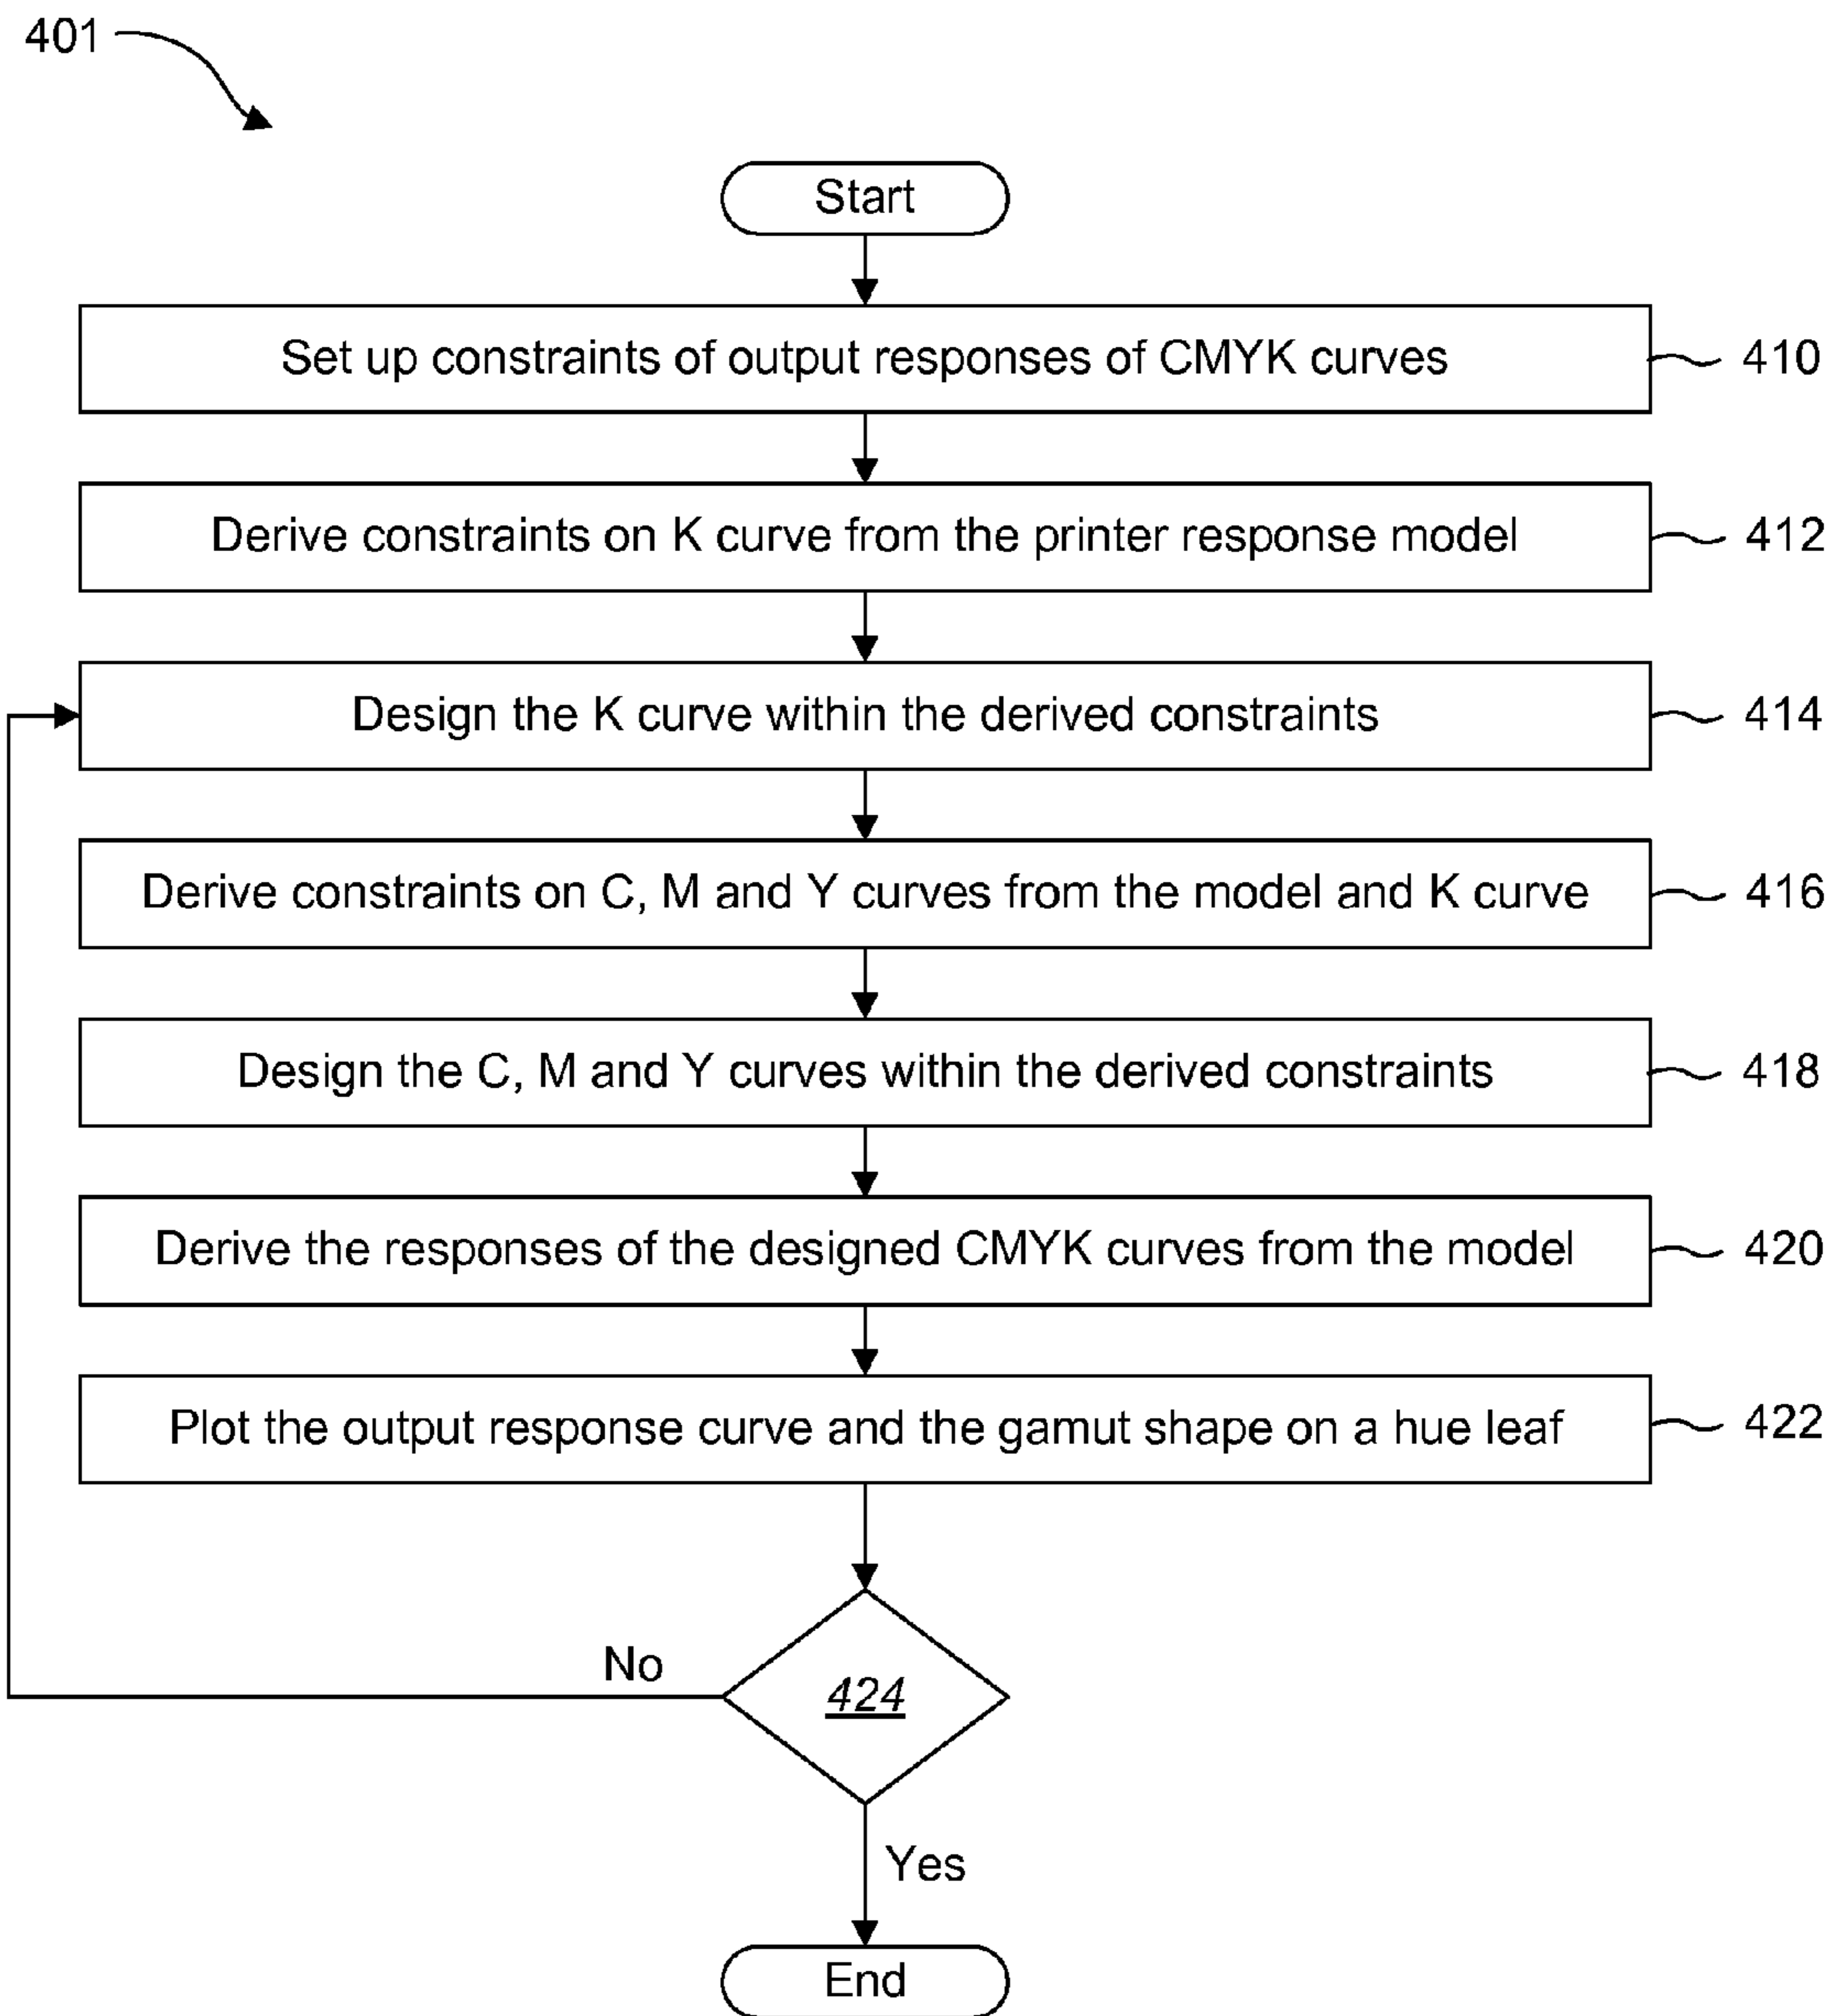 401
Start
Set up constraints of output responses of CMYK curves
410
Derive constraints on K curve from the printer response model
412
Design the K curve within the derived constraints
414
Derive constraints on C, M and Y curves from the model and K curve
416
Design the C, M and Y curves within the derived constraints
418
Derive the responses of the designed CMYK curves from the model
420
Plot the output response curve and the gamut shape on a hue leaf
422
No
424
Yes
End